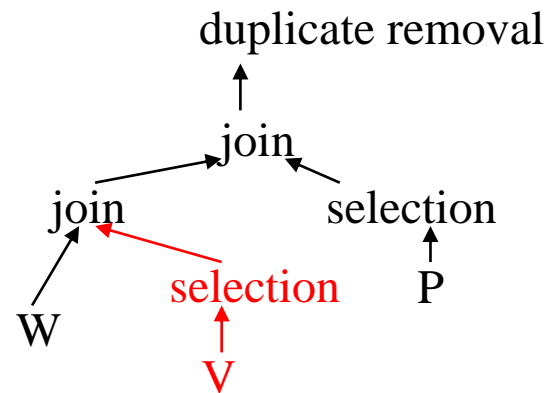 duplicate removal
join
join selection
selection P
W
V